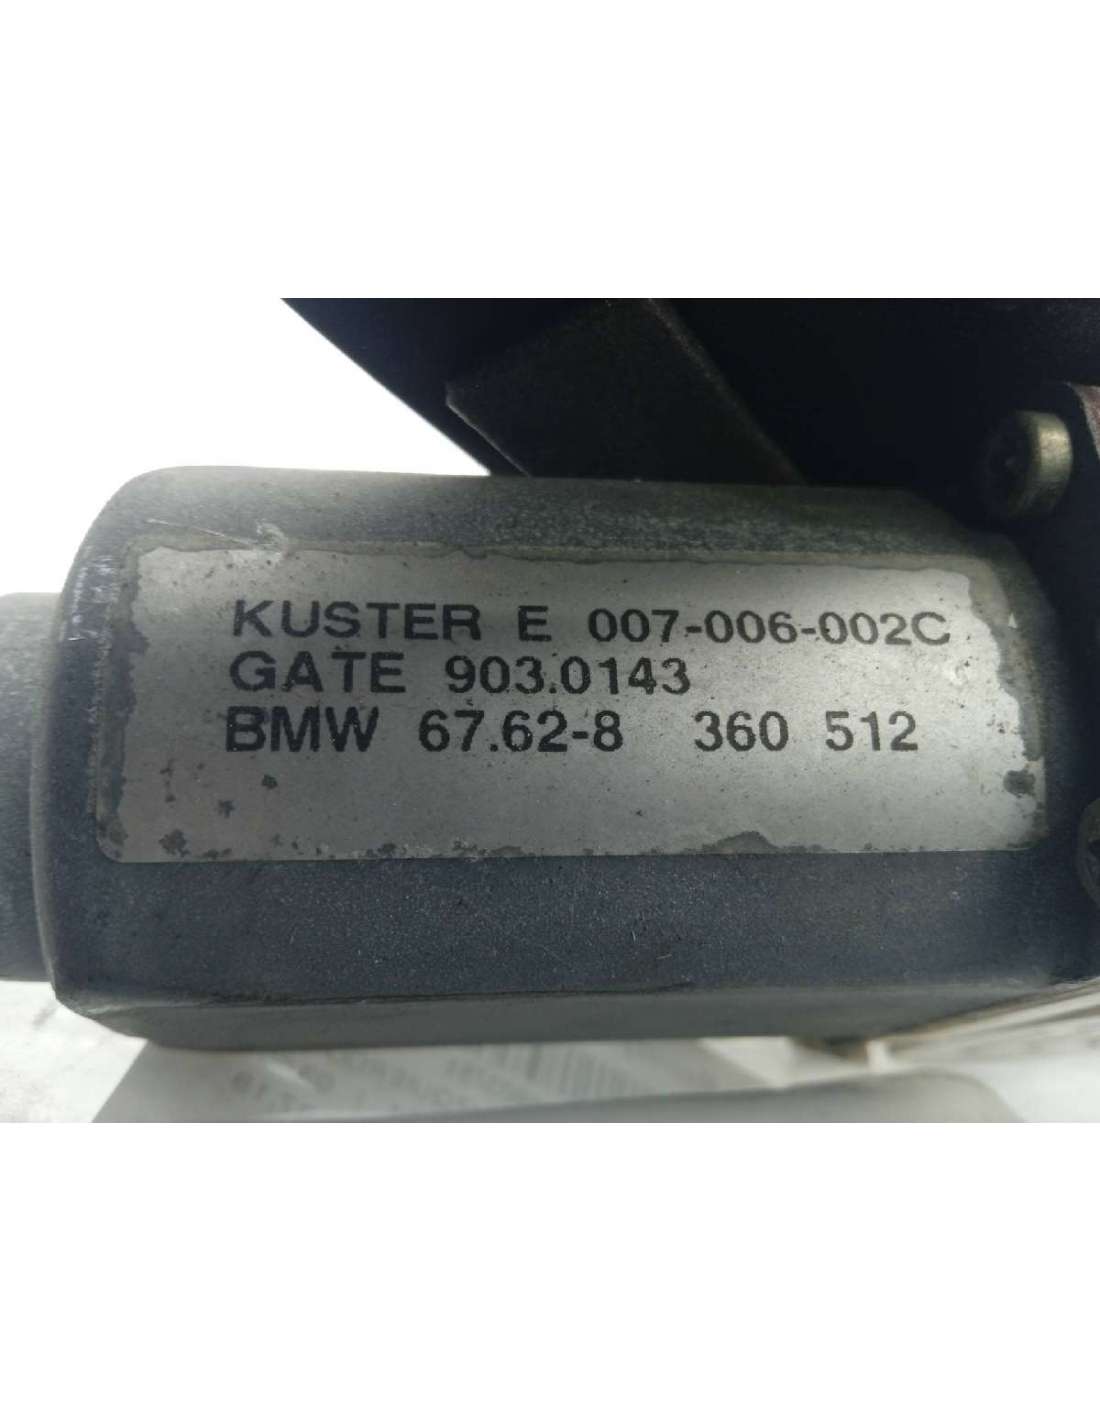 KUSTER E 007-006-002C
GATE 903.0143
BMW 67.62-8 360 512